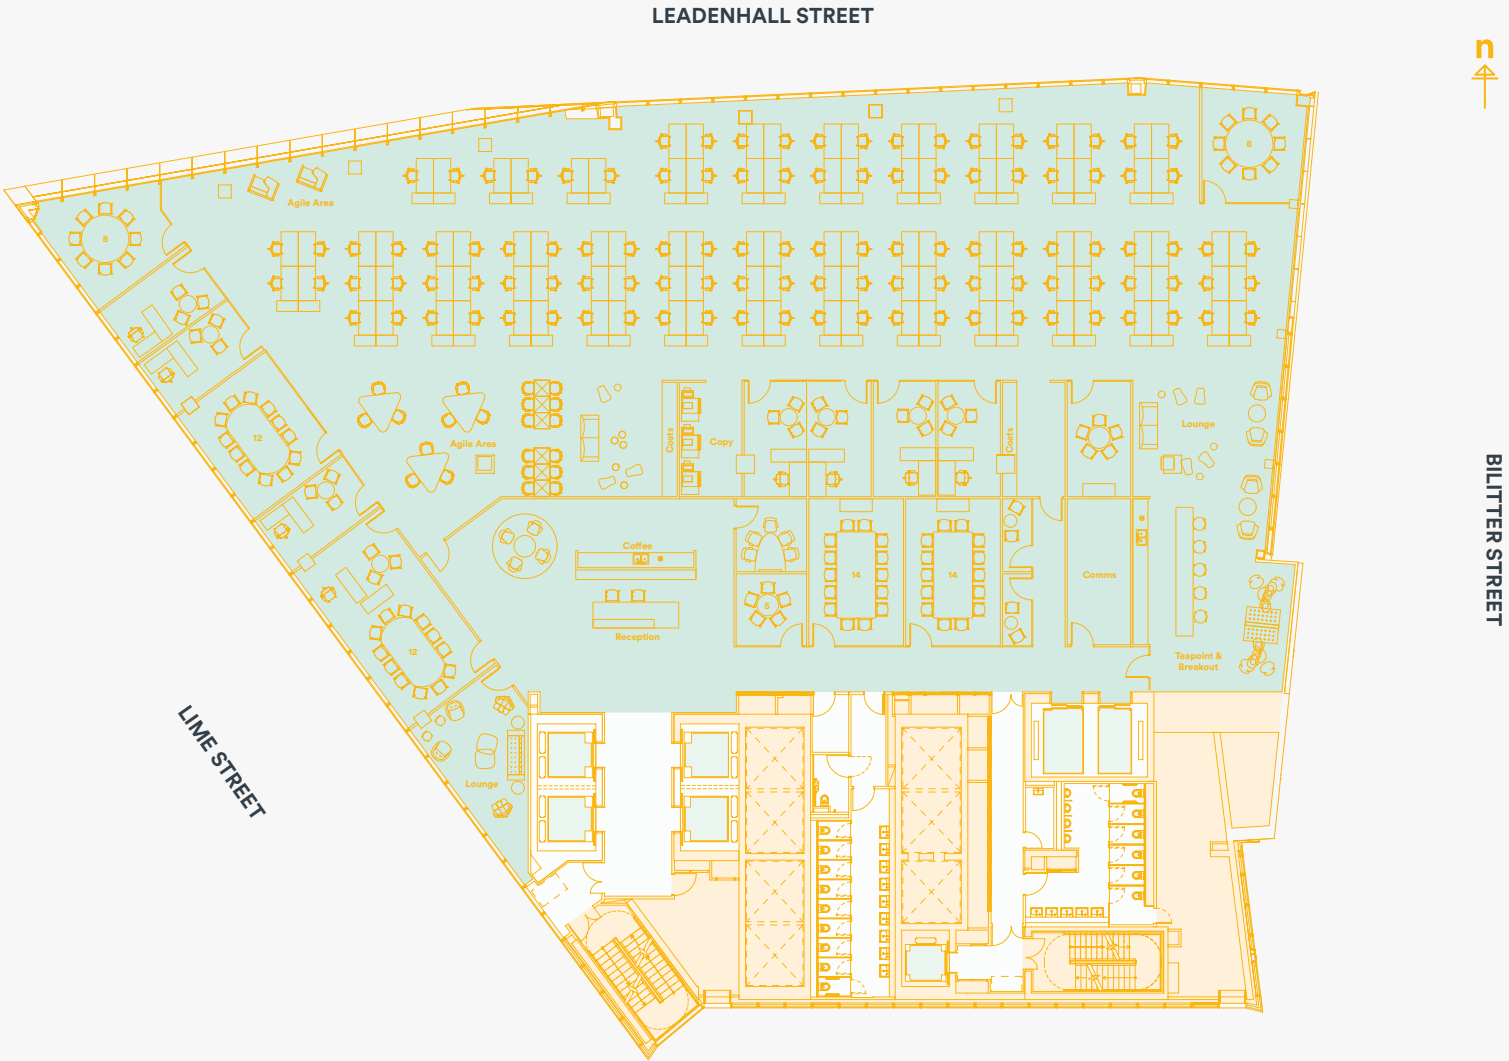 LEADENHALL STREET
n
8
Agile Area
8
12
Agile Area
Coats
Copy
Coats
Lounge
Coffee
Reception
5
14
14
Comms
Teapoint &
Breakout
12
Lounge
LIME STREET
BILITTER STREET